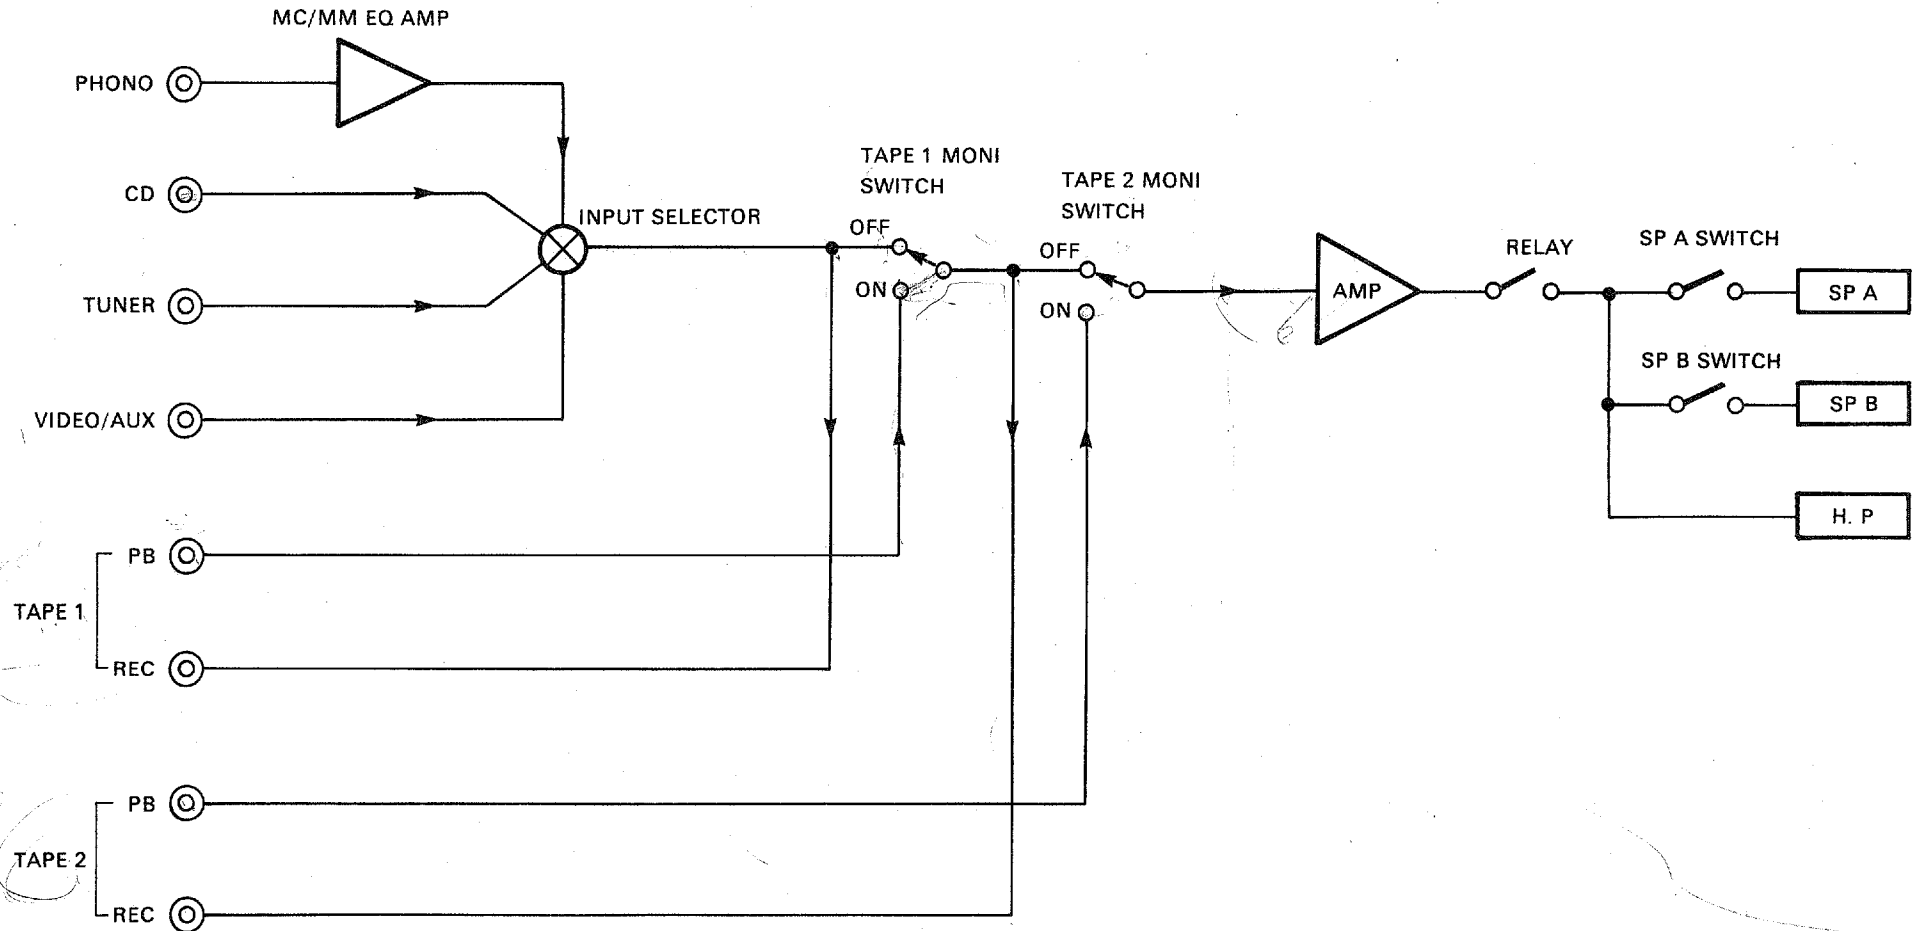 MC/MM EQ AMP
PHONO
CD
TUNER
VIDEO/AUX
INPUT SELECTOR
TAPE 1 MONI
SWITCH
OFF
ON
TAPE 2 MONI
SWITCH
OFF
ON
AMP
RELAY
SP A SWITCH
SP A
SP B SWITCH
SP B
H. P
TAPE 1
PB
REC
TAPE 2
PB
REC